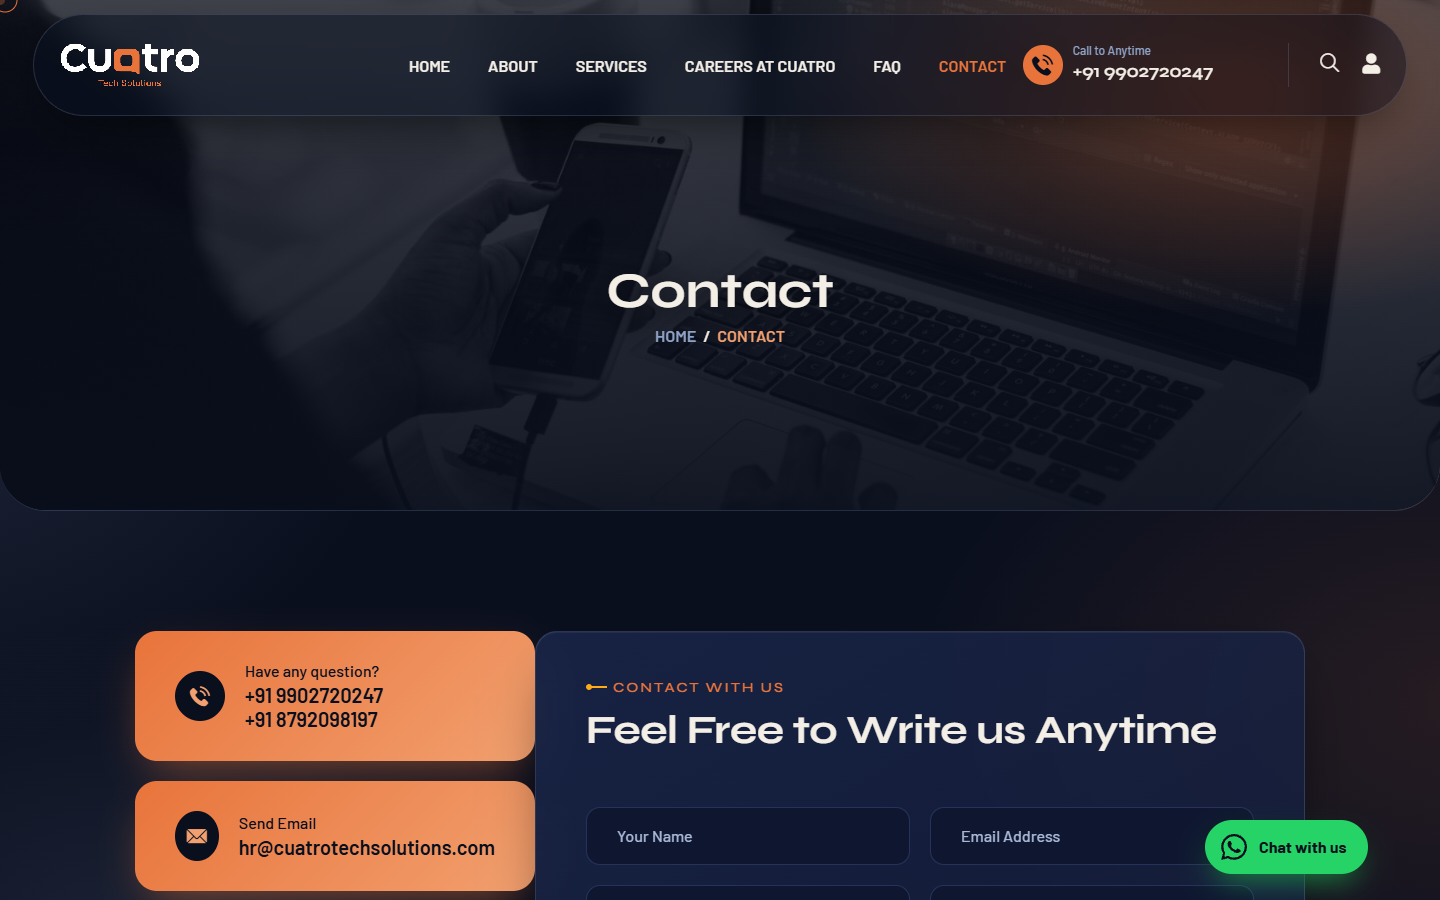 Cuatro
Tech Solutions
HOME
ABOUT
SERVICES
CAREERS AT CUATRO
FAQ
CONTACT
Call to Anytime
+91 9902720247
Contact
HOME / CONTACT
Have any question?
+91 9902720247
+91 8792098197
Send Email
hr@cuatrotechsolutions.com
CONTACT WITH US
Feel Free to Write us Anytime
Your Name
Email Address
Chat with us